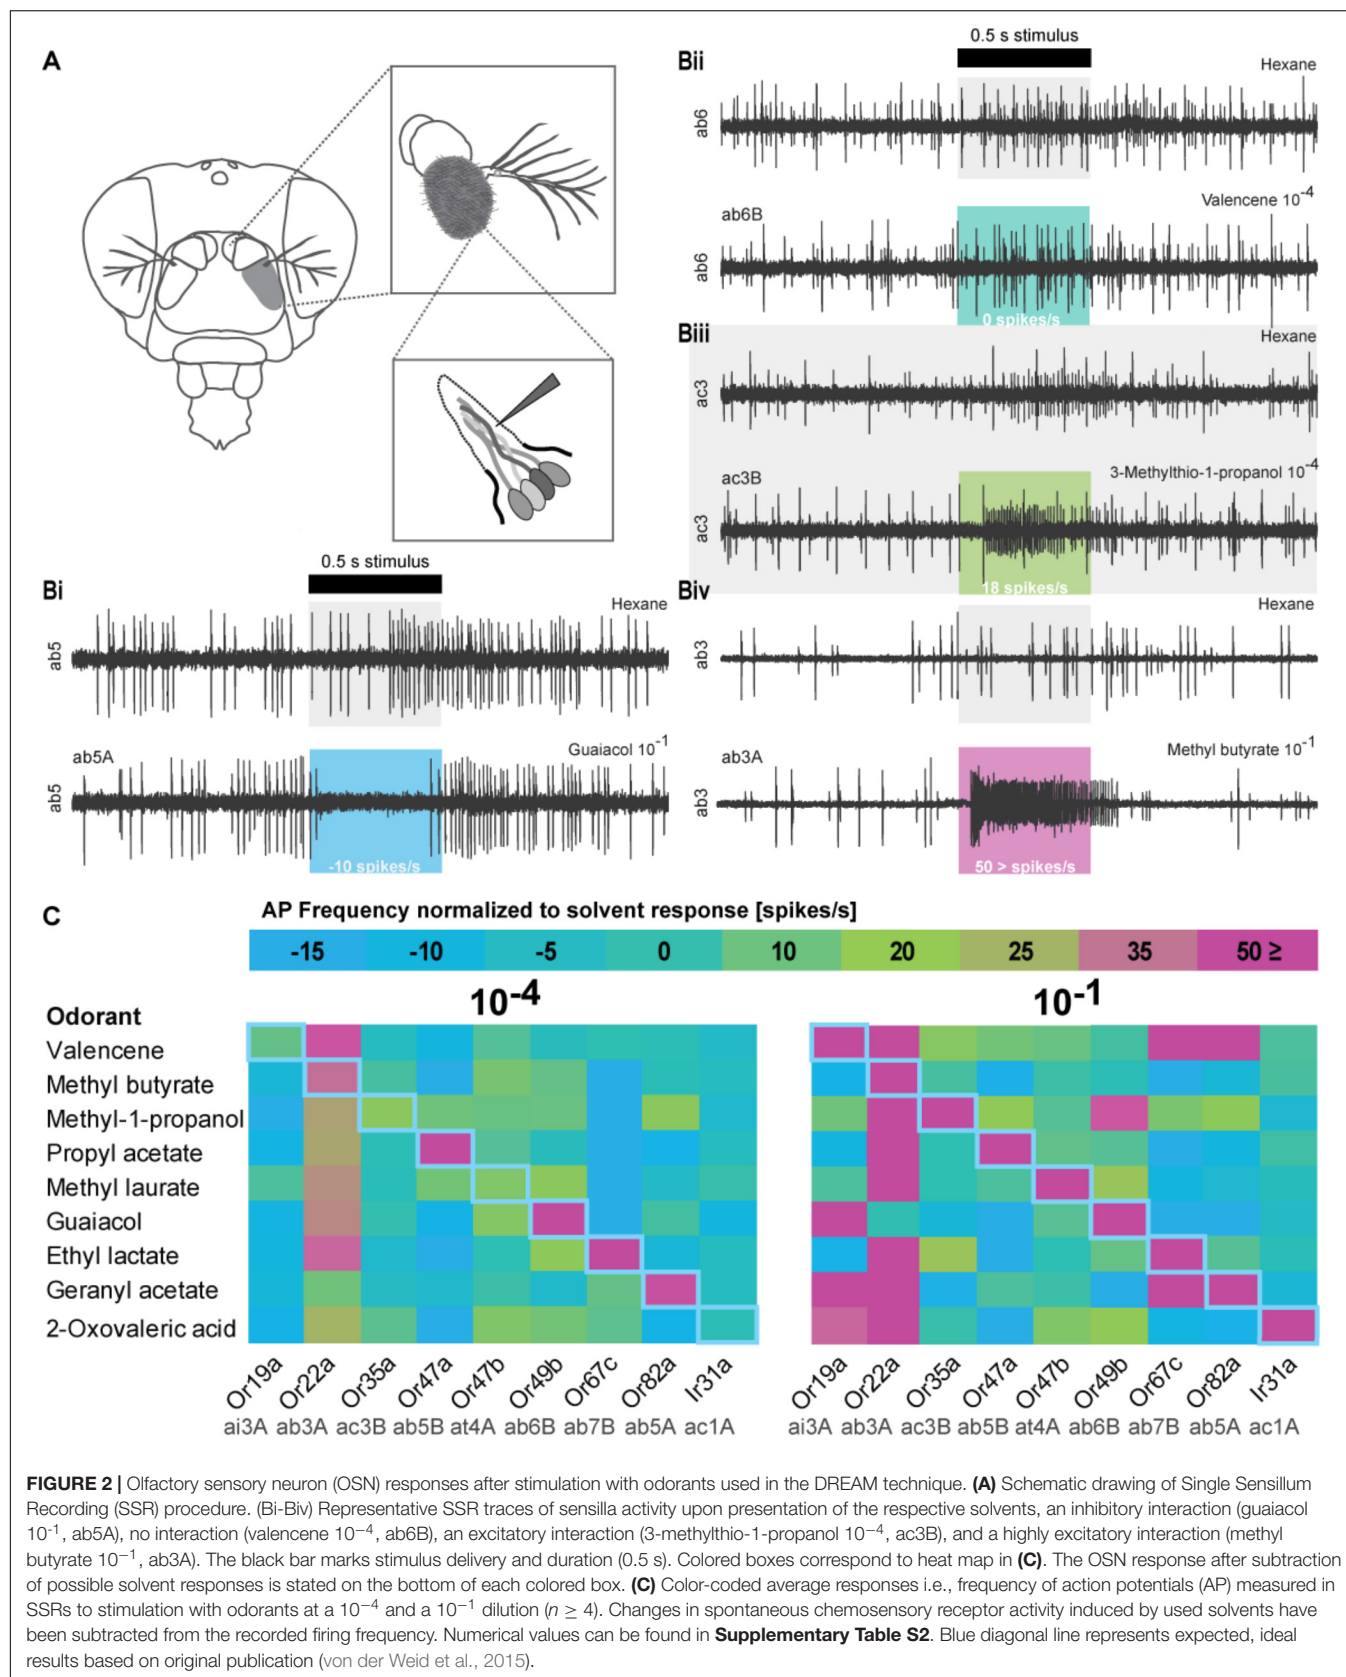 A
0.5 s stimulus
Bii
Hexane
ab6
Valencene 10-4
ab6B
ab6
0 spikes/s
Biii
Hexane
ac3
3-Methylthio-1-propanol 10-4
ac3B
ac3
18 spikes/s
0.5 s stimulus
Bi
Hexane
ab5
Guaiacol 10-1
ab5A
ab5
-10 spikes/s
Biv
Hexane
ab3
Methyl butyrate 10-1
ab3A
ab3
50 > spikes/s
C
AP Frequency normalized to solvent response [spikes/s]
-15 -10 -5 0 10 20 25 35 50 ≥
10-4 10-1
Odorant
Valencene
Methyl butyrate
Methyl-1-propanol
Propyl acetate
Methyl laurate
Guaiacol
Ethyl lactate
Geranyl acetate
2-Oxovaleric acid
Or19a Or22a Or35a Or47a Or47b Or49b Or67c Or82a Ir31a Or19a Or22a Or35a Or47a Or47b Or49b Or67c Or82a Ir31a
ai3A ab3A ac3B ab5B at4A ab6B ab7B ab5A ac1A ai3A ab3A ac3B ab5B at4A ab6B ab7B ab5A ac1A
FIGURE 2 | Olfactory sensory neuron (OSN) responses after stimulation with odorants used in the DREAM technique. (A) Schematic drawing of Single Sensillum
Recording (SSR) procedure. (Bi-Biv) Representative SSR traces of sensilla activity upon presentation of the respective solvents, an inhibitory interaction (guaiacol
10-1, ab5A), no interaction (valencene 10−4, ab6B), an excitatory interaction (3-methylthio-1-propanol 10−4, ac3B), and a highly excitatory interaction (methyl
butyrate 10−1, ab3A). The black bar marks stimulus delivery and duration (0.5 s). Colored boxes correspond to heat map in (C). The OSN response after subtraction
of possible solvent responses is stated on the bottom of each colored box. (C) Color-coded average responses i.e., frequency of action potentials (AP) measured in
SSRs to stimulation with odorants at a 10−4 and a 10−1 dilution (n ≥ 4). Changes in spontaneous chemosensory receptor activity induced by used solvents have
been subtracted from the recorded firing frequency. Numerical values can be found in Supplementary Table S2. Blue diagonal line represents expected, ideal
results based on original publication (von der Weid et al., 2015).